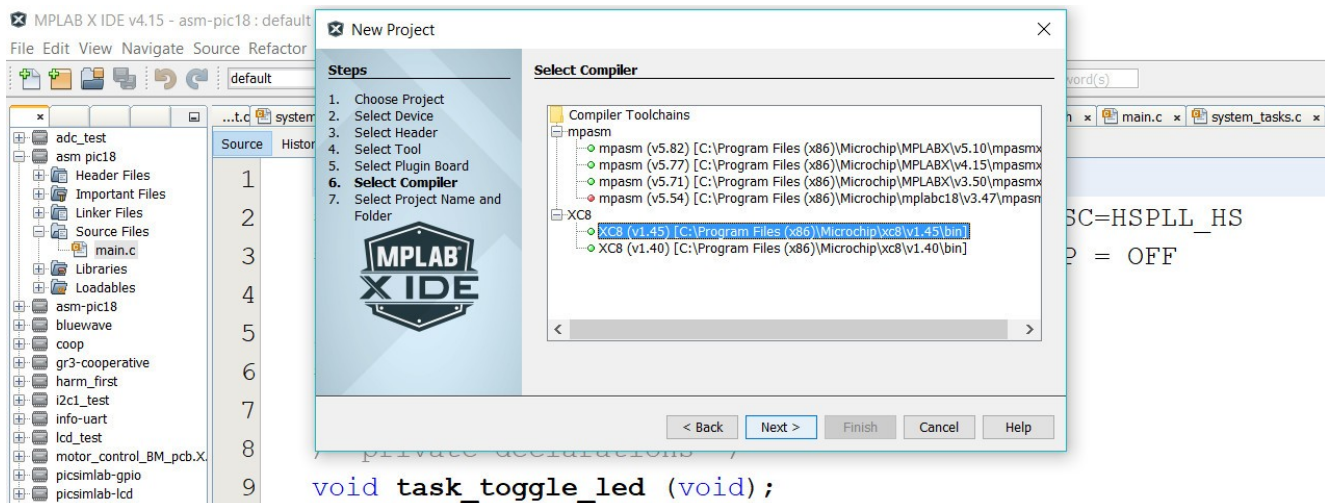 MPLAB X IDE v4.15 - asm-pic18 : default
File Edit View Navigate Source Refactor
default
...t.c system
h main.c system_tasks.c
Source Histor
adc_test
asm pic18
Header Files
Important Files
Linker Files
Source Files
main.c
Libraries
Loadables
asm-pic18
bluewave
coop
gr3-cooperative
harm_first
i2c1_test
info-uart
lcd_test
motor_control_BM_pcb.X.
picsimlab-gpio
picsimlab-lcd
New Project
Steps
1. Choose Project
2. Select Device
3. Select Header
4. Select Tool
5. Select Plugin Board
6. Select Compiler
7. Select Project Name and
Folder
MPLAB
X IDE
Select Compiler
Compiler Toolchains
mpasm
mpasm (v5.82) [C:\Program Files (x86)\Microchip\MPLABX\v5.10\mpasmx
mpasm (v5.77) [C:\Program Files (x86)\Microchip\MPLABX\v4.15\mpasmx
mpasm (v5.71) [C:\Program Files (x86)\Microchip\MPLABX\v3.50\mpasmx
mpasm (v5.54) [C:\Program Files (x86)\Microchip\mplabc18\v3.47\mpasm
XC8
XC8 (v1.45) [C:\Program Files (x86)\Microchip\xc8\v1.45\bin]
XC8 (v1.40) [C:\Program Files (x86)\Microchip\xc8\v1.40\bin]
< Back Next > Finish Cancel Help
word(s)
1
2 SC=HSPLL_HS
3 P = OFF
4
5
6
7
8
9 void task_toggle_led (void);